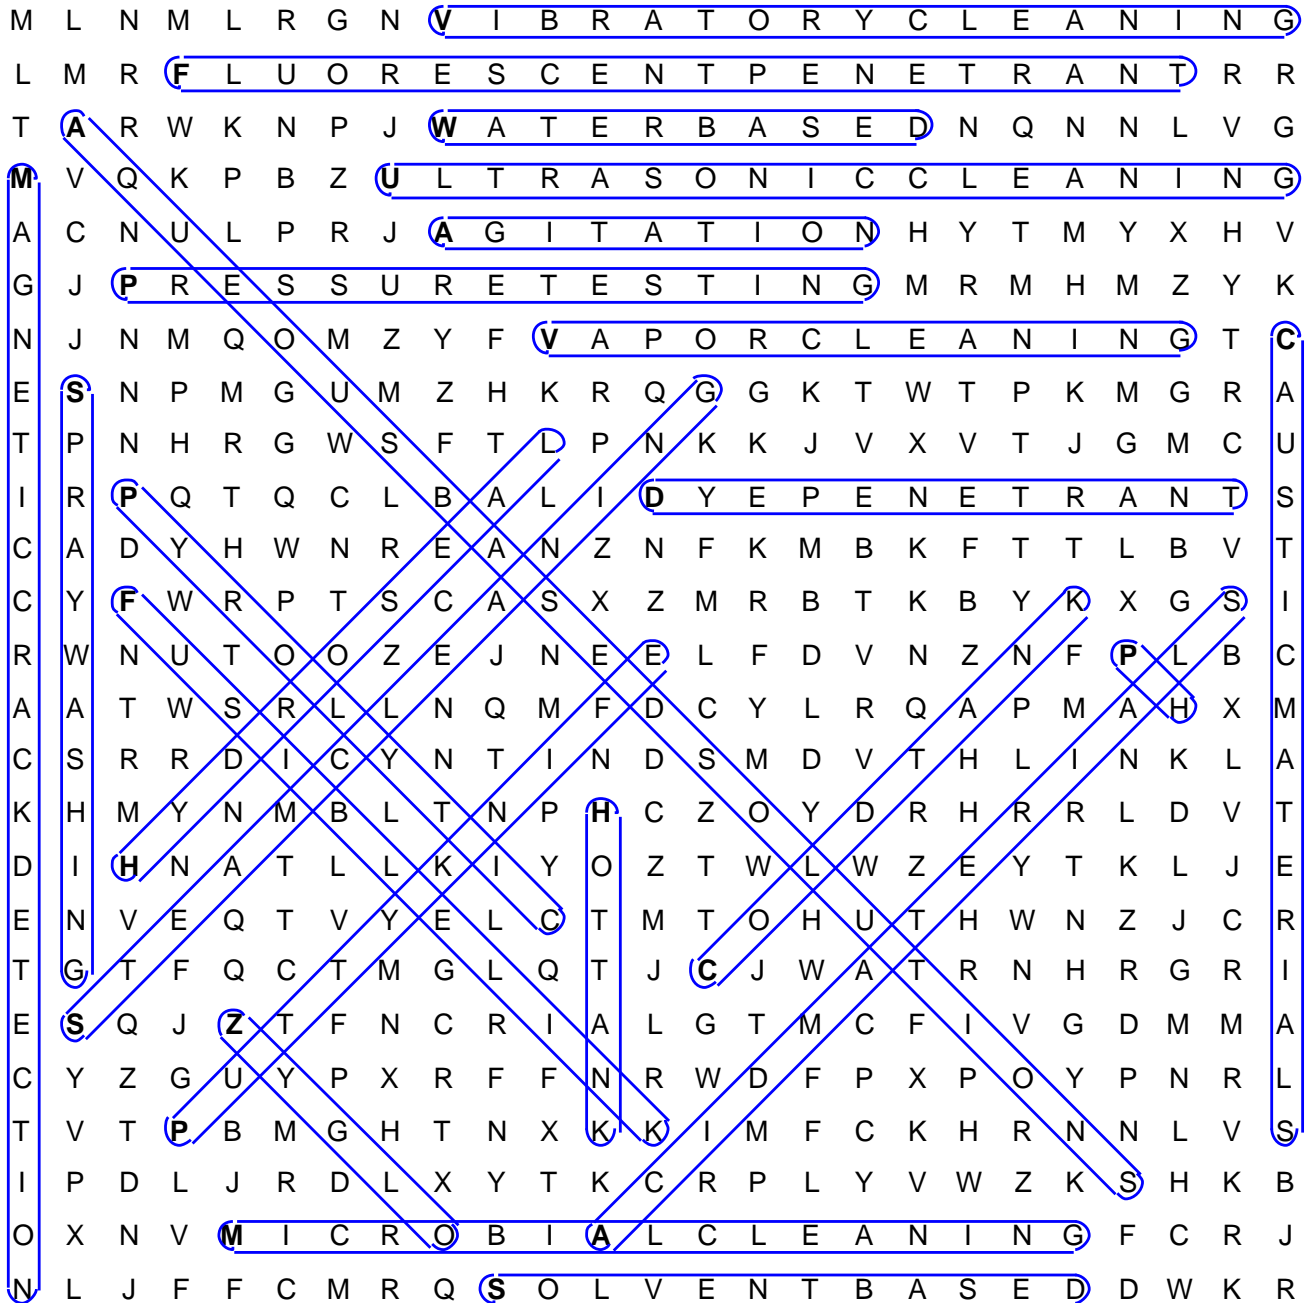 M L N M L R G N V I B R A T O R Y C L E A N I N G
L M R F L U O R E S C E N T P E N E T R A N T R R
T A R W K N P J W A T E R B A S E D N Q N N L V G
M V Q K P B Z U L T R A S O N I C C L E A N I N G
A C N U L P R J A G I T A T I O N H Y T M Y X H V
G J P R E S S U R E T E S T I N G M R M H M Z Y K
N J N M Q O M Z Y F V A P O R C L E A N I N G T C
E S N P M G U M Z H K R Q G G K T W T P K M G R A
T P N H R G W S F T L P N K K J V X V T J G M C U
I R P Q T Q C L B A L I D Y E P E N E T R A N T S
C A D Y H W N R E A N Z N F K M B K F T T L B V T
C Y F W R P T S C A S X Z M R B T K B Y K X G S I
R W N U T O O Z E J N E E L F D V N Z N F P L B C
A A T W S R L L N Q M F D C Y L R Q A P M A H X M
C S R R D I C Y N T I N D S M D V T H L I N K L A
K H M Y N M B L T N P H C Z O Y D R H R R L D V T
D I H N A T L L K I Y O Z T W L W Z E Y T K L J E
E N V E Q T V Y E L C T M T O H U T H W N Z J C R
T G T F Q C T M G L Q T J C J W A T R N H R G R I
E S Q J Z T F N C R I A L G T M C F I V G D M M A
C Y Z G U Y P X R F F N R W D F P X P O Y P N R L
T V T P B M G H T N X K K I M F C K H R N N L V S
I P D L J R D L X Y T K C R P L Y V W Z K S H K B
O X N V M I C R O B I A L C L E A N I N G F C R J
N L J F F C M R Q S O L V E N T B A S E D D W K R